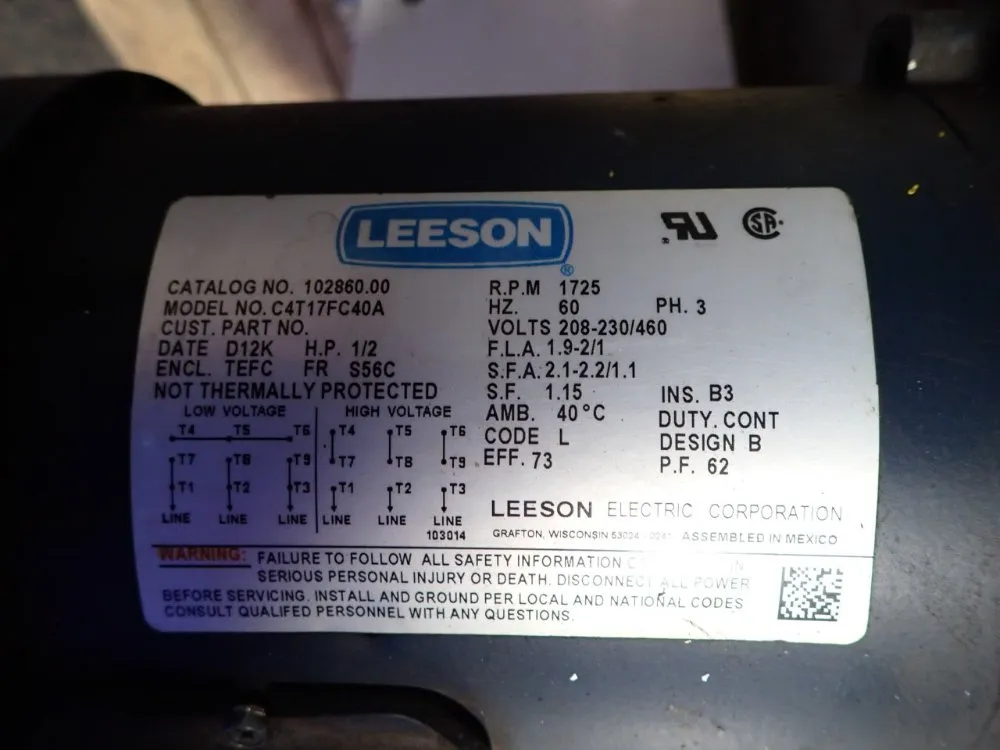 LEESON
®
CATALOG NO. 102860.00
MODEL NO. C4T17FC40A
CUST. PART NO.
DATE D12K H.P. 1/2
ENCL. TEFC FR S56C
NOT THERMALLY PROTECTED
R.P.M 1725
HZ. 60 PH. 3
VOLTS 208-230/460
F.L.A. 1.9-2/1
S.F.A. 2.1-2.2/1.1
S.F. 1.15 INS. B3
AMB. 40°C DUTY. CONT
CODE L DESIGN B
EFF. 73 P.F. 62
LOW VOLTAGE HIGH VOLTAGE
T4 T5 T6 T4 T5 T6
T7 T8 T9 T7 T8 T9
T1 T2 T3 T1 T2 T3
LINE LINE LINE LINE LINE LINE
103014
LEESON ELECTRIC CORPORATION
GRAFTON, WISCONSIN 53024 ASSEMBLED IN MEXICO
WARNING: FAILURE TO FOLLOW ALL SAFETY INFORMATION IN
SERIOUS PERSONAL INJURY OR DEATH. DISCONNECT ALL POWER
BEFORE SERVICING. INSTALL AND GROUND PER LOCAL AND NATIONAL CODES
CONSULT QUALIFED PERSONNEL WITH ANY QUESTIONS.